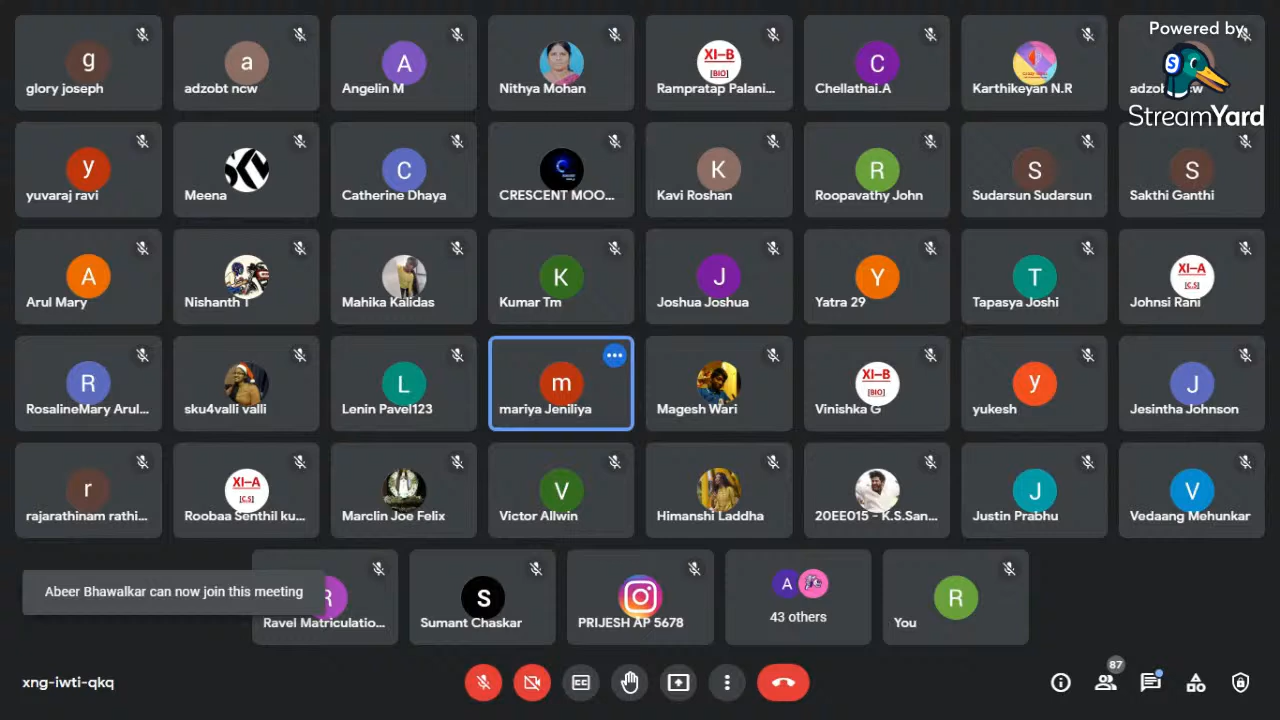 Powered by
StreamYard
g
glory joseph
a
adzobt ncw
A
Angelin M
Nithya Mohan
XI–B
[BIO]
Rampratap Palani...
C
Chellathai.A
Karthikeyan N.R
y
yuvaraj ravi
Meena
C
Catherine Dhaya
CRESCENT MOO...
K
Kavi Roshan
R
Roopavathy John
S
Sudarsun Sudarsun
S
Sakthi Ganthi
A
Arul Mary
Nishanth T
Mahika Kalidas
K
Kumar Tm
J
Joshua Joshua
Y
Yatra 29
T
Tapasya Joshi
XI–A
[C.S]
Johnsi Rani
R
RosalineMary Arul...
sku4valli valli
L
Lenin Pavel123
m
mariya Jeniliya
Magesh Wari
XI–B
[BIO]
Vinishka G
y
yukesh
J
Jesintha Johnson
r
rajarathinam rathi...
XI–A
[C.S]
Roobaa Senthil ku...
Marclin Joe Felix
V
Victor Allwin
Himanshi Laddha
20EE015 - K.S.San...
J
Justin Prabhu
V
Vedaang Mehunkar
Abeer Bhawalkar can now join this meeting
R
Ravel Matriculatio...
S
Sumant Chaskar
PRIJESH AP 5678
A
43 others
R
You
xng-iwti-qkq
CC
87